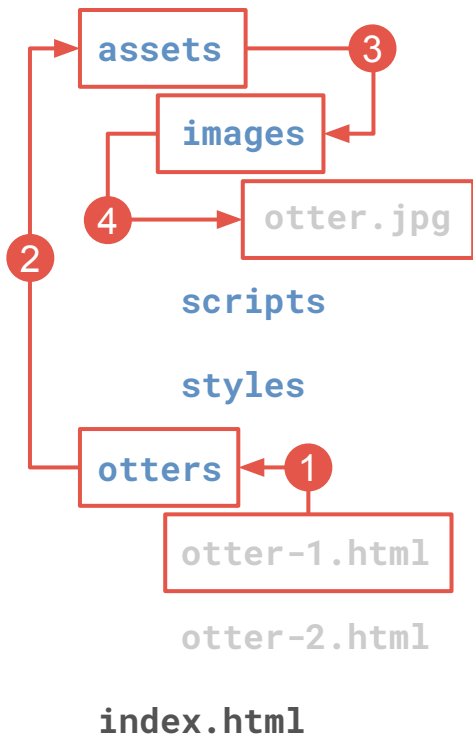 assets
3
images
4
otter.jpg
2
scripts
styles
otters
1
otter-1.html
otter-2.html
index.html